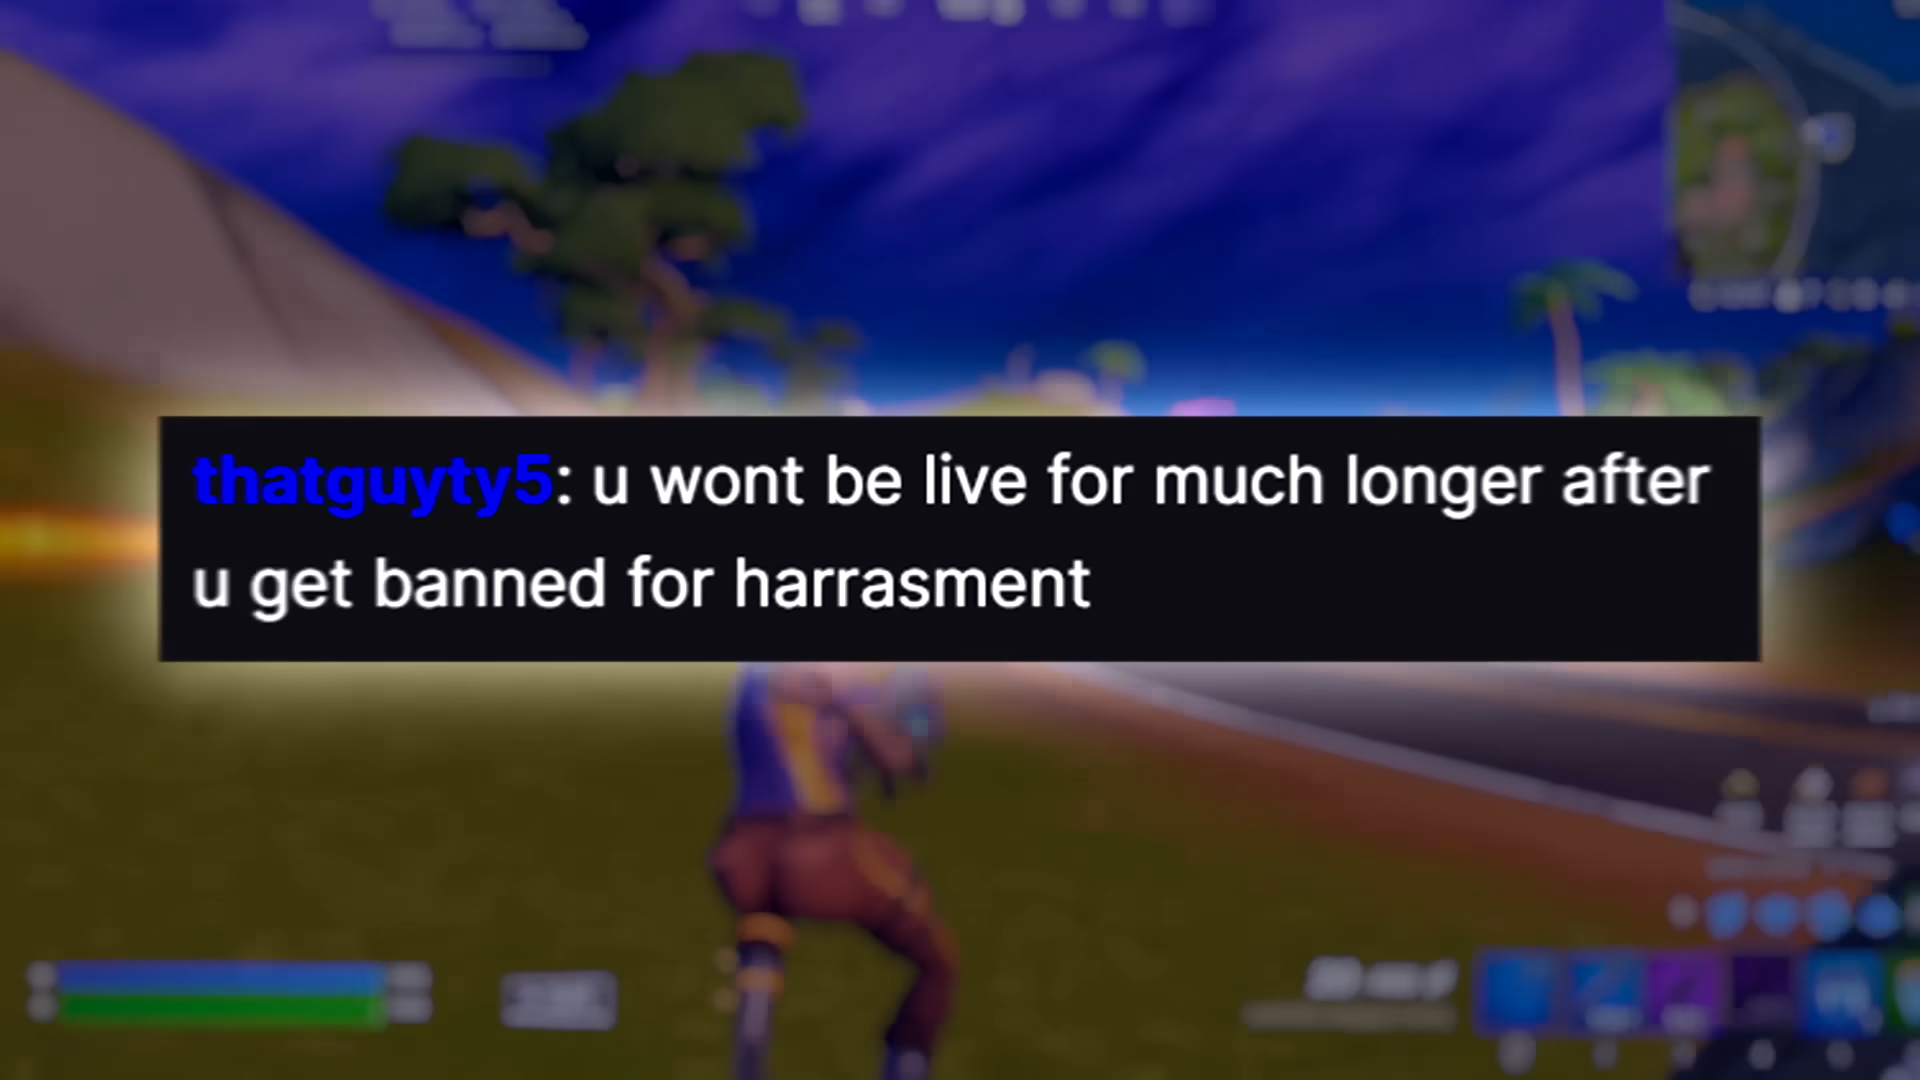 thatguyty5: u wont be live for much longer after
u get banned for harrasment